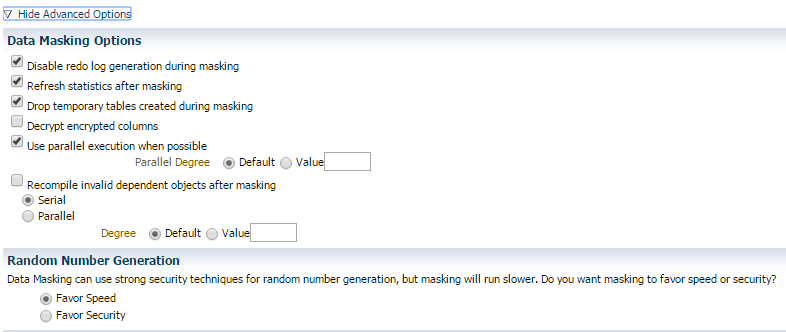 Hide Advanced Options
Data Masking Options
Disable redo log generation during masking
Refresh statistics after masking
Drop temporary tables created during masking
Decrypt encrypted columns
Use parallel execution when possible
Parallel Degree Default Value
Recompile invalid dependent objects after masking
Serial
Parallel
Degree Default Value
Random Number Generation
Data Masking can use strong security techniques for random number generation, but masking will run slower. Do you want masking to favor speed or security?
Favor Speed
Favor Security